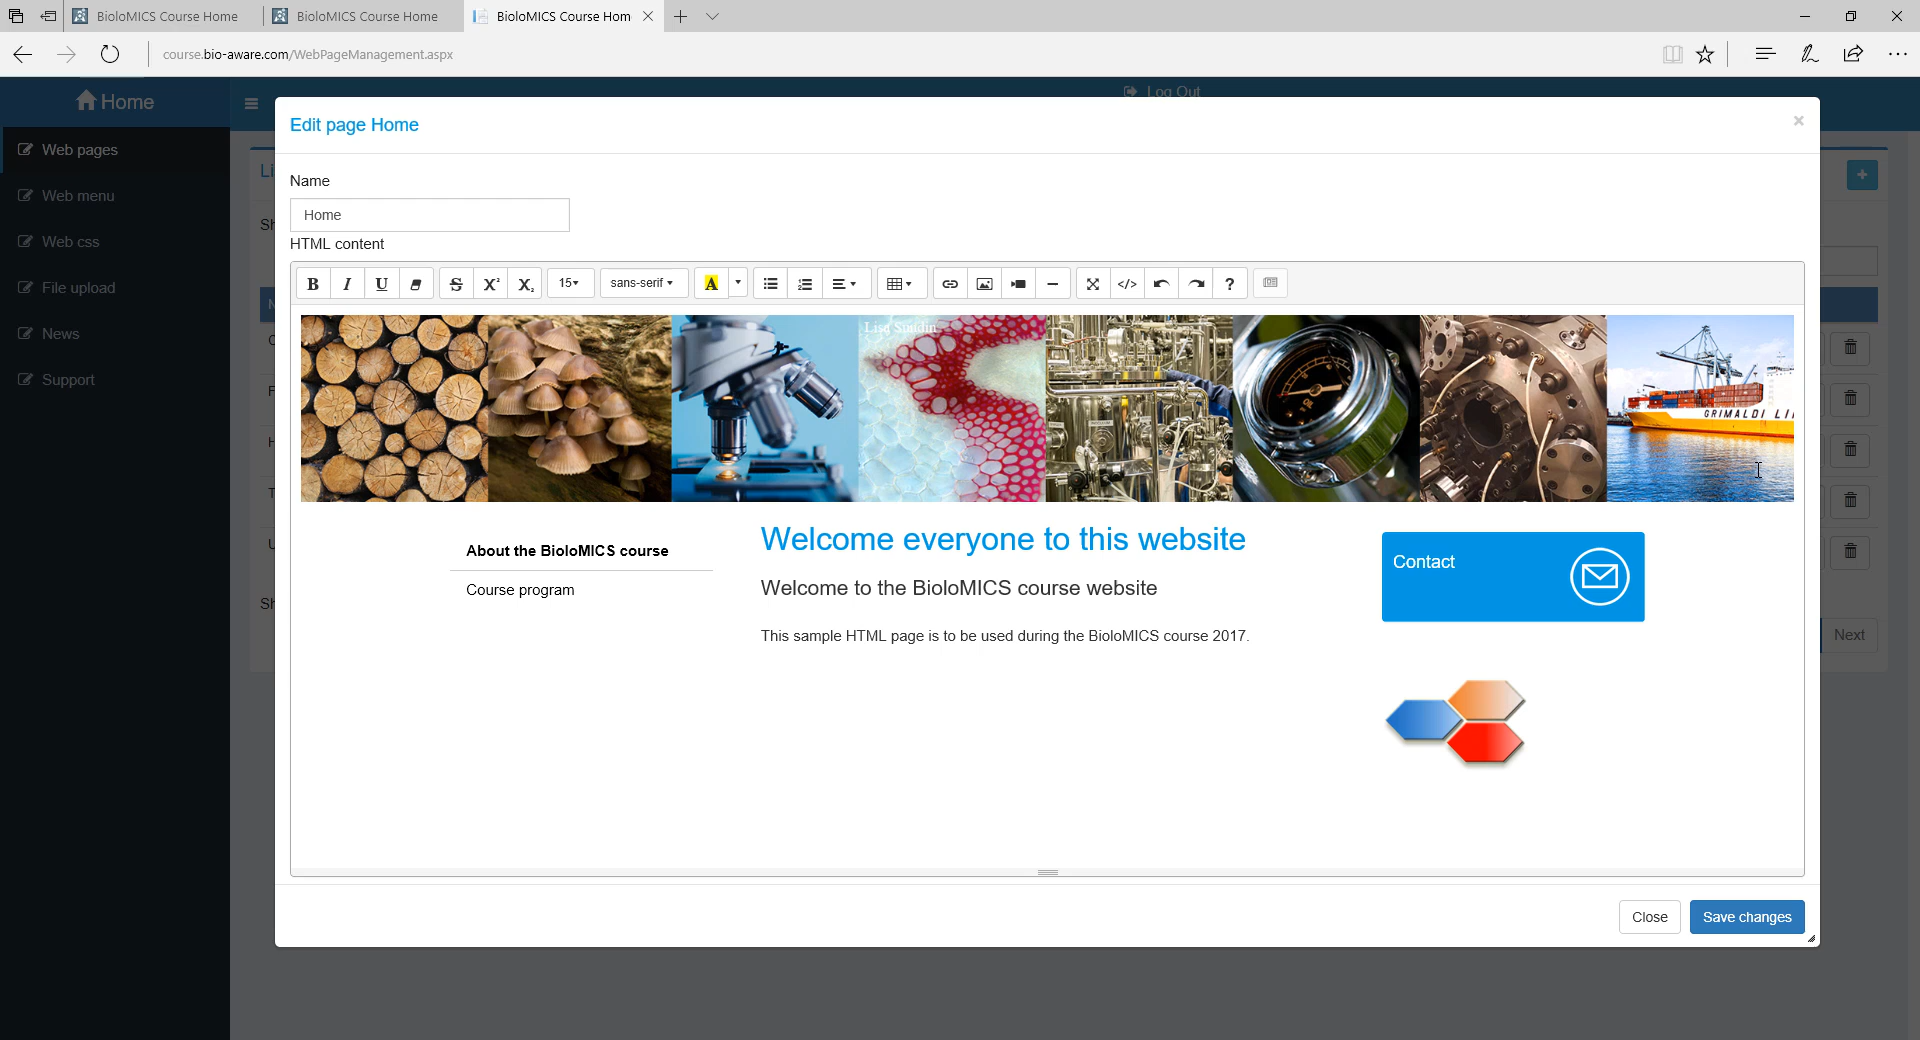 BioloMICS Course Home
BioloMICS Course Home
BioloMICS Course Hom
course.bio-aware.com/WebPageManagement.aspx
Home
Log Out
Web pages
Web menu
Web css
File upload
News
Support
Edit page Home
Name
Home
HTML content
B I U S X² X₂ 15 sans-serif A </> ?
GRIMALDI LI
About the BioloMICS course
Course program
Welcome everyone to this website
Welcome to the BioloMICS course website
This sample HTML page is to be used during the BioloMICS course 2017.
Contact
Next
Close
Save changes